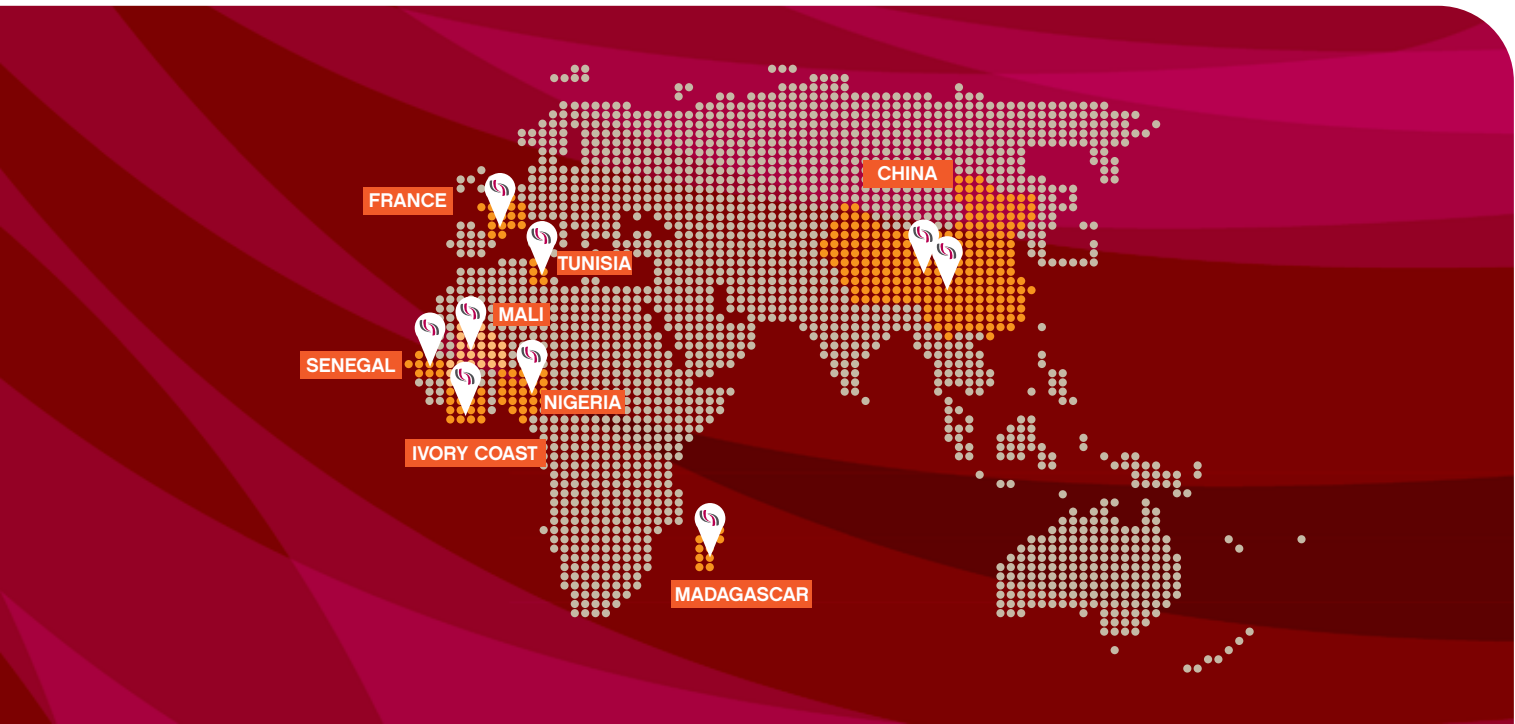 CHINA
FRANCE
TUNISIA
MALI
SENEGAL
NIGERIA
IVORY COAST
MADAGASCAR